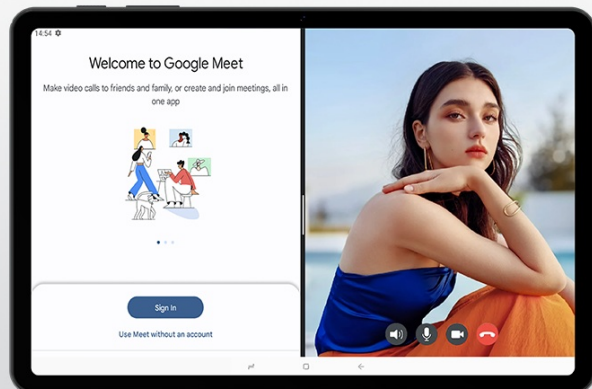 14:54
Welcome to Google Meet
Make video calls to friends and family, or create and join meetings, all in
one app
Sign In
Use Meet without an account